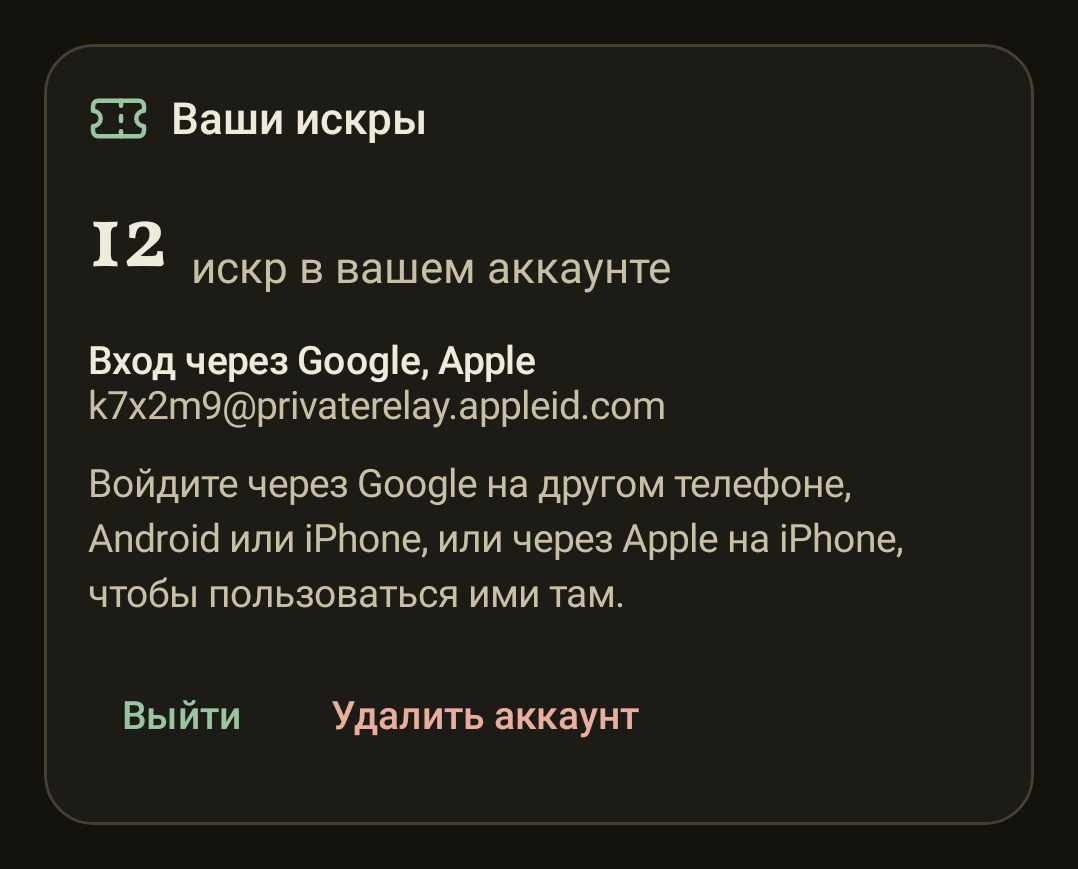 Ваши искры
12 искр в вашем аккаунте
Вход через Google, Apple
k7x2m9@privaterelay.appleid.com
Войдите через Google на другом телефоне,
Android или iPhone, или через Apple на iPhone,
чтобы пользоваться ими там.
Выйти Удалить аккаунт